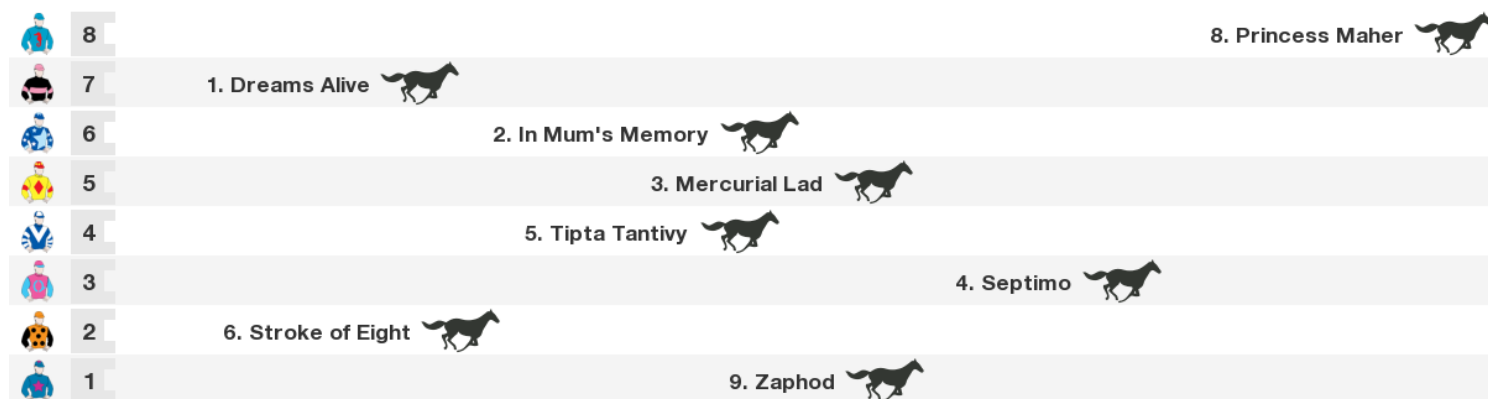 8 8. Princess Maher
7 1. Dreams Alive
6 2. In Mum's Memory
5 3. Mercurial Lad
4 5. Tipta Tantivy
3 4. Septimo
2 6. Stroke of Eight
1 9. Zaphod